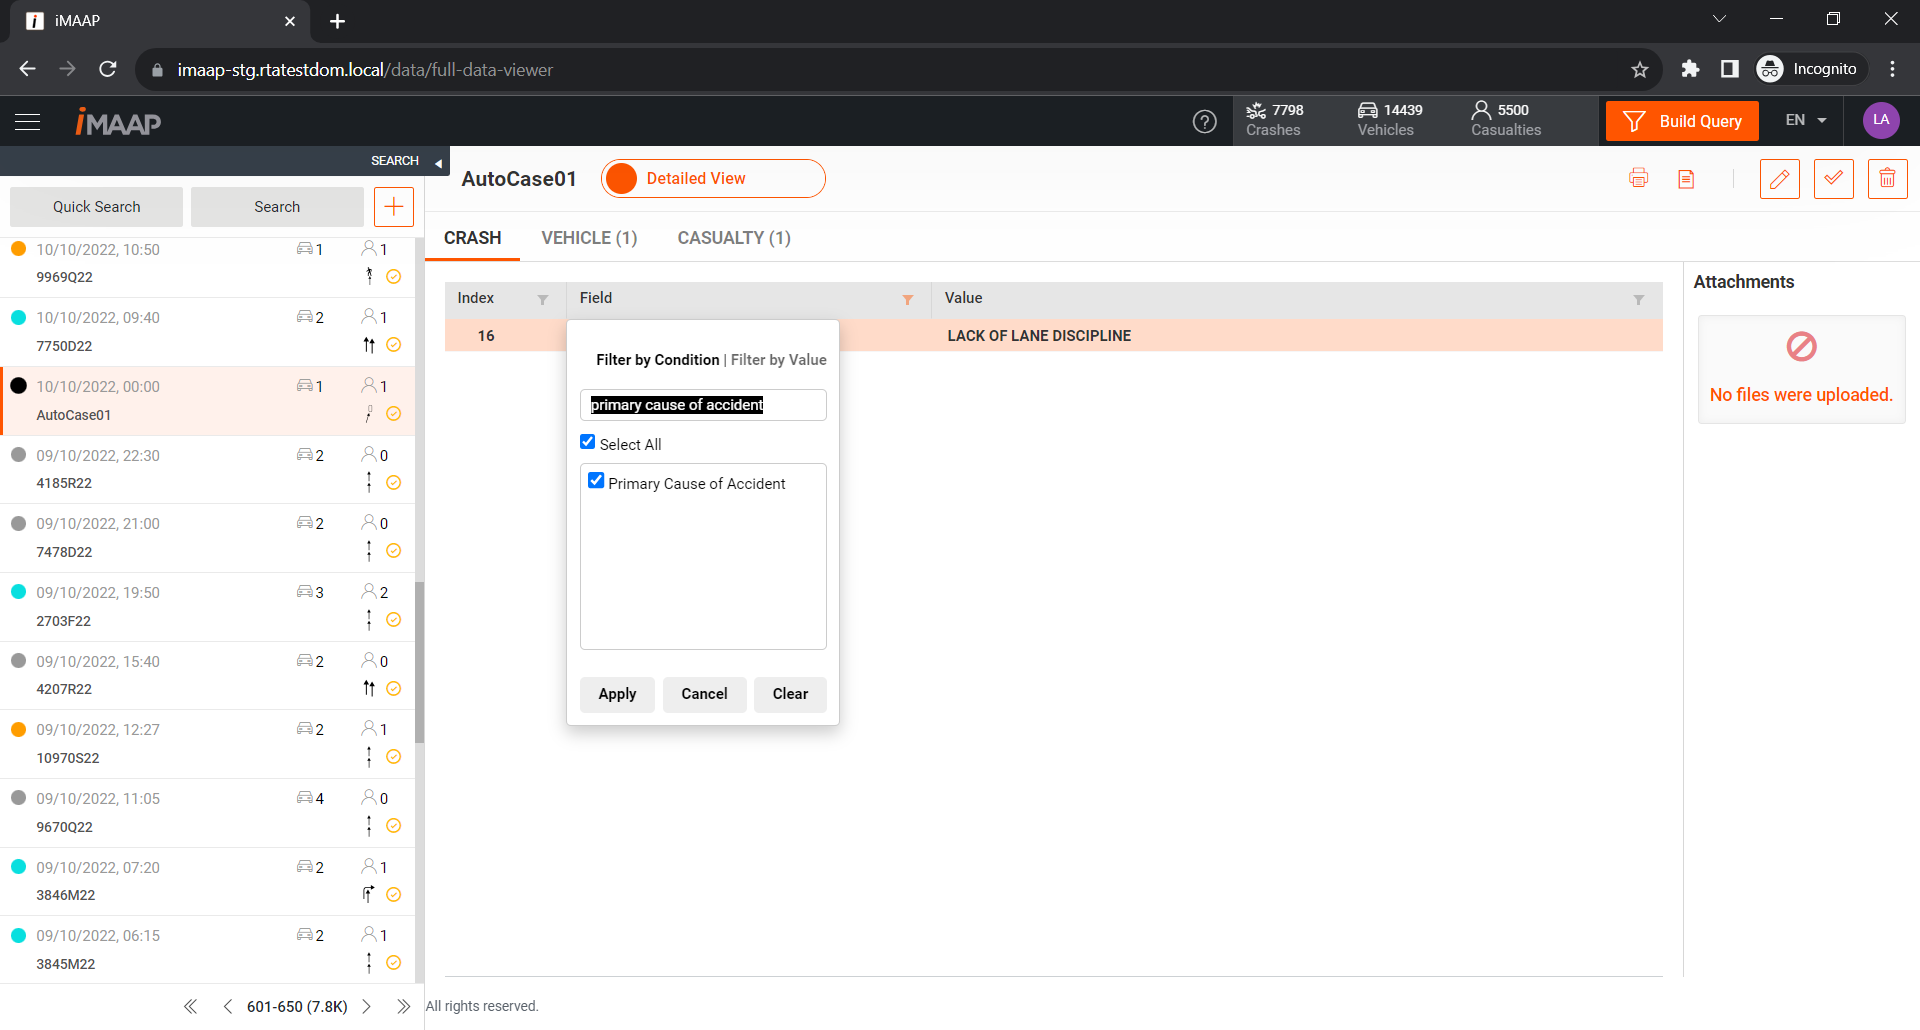 iMAAP
imaap-stg.rtatestdom.local/data/full-data-viewer
Incognito
iMAAP
7798
Crashes
14439
Vehicles
5500
Casualties
Build Query
EN
LA
SEARCH
Quick Search
Search
AutoCase01
Detailed View
CRASH
VEHICLE (1)
CASUALTY (1)
10/10/2022, 10:50 1 1
9969Q22
10/10/2022, 09:40 2 1
7750D22
10/10/2022, 00:00 1 1
AutoCase01
09/10/2022, 22:30 2 0
4185R22
09/10/2022, 21:00 2 0
7478D22
09/10/2022, 19:50 3 2
2703F22
09/10/2022, 15:40 2 0
4207R22
09/10/2022, 12:27 2 1
10970S22
09/10/2022, 11:05 4 0
9670Q22
09/10/2022, 07:20 2 1
3846M22
09/10/2022, 06:15 2 1
3845M22
601-650 (7.8K)
Index Field Value
16 LACK OF LANE DISCIPLINE
Filter by Condition | Filter by Value
primary cause of accident
Select All
Primary Cause of Accident
Apply Cancel Clear
Attachments
No files were uploaded.
All rights reserved.